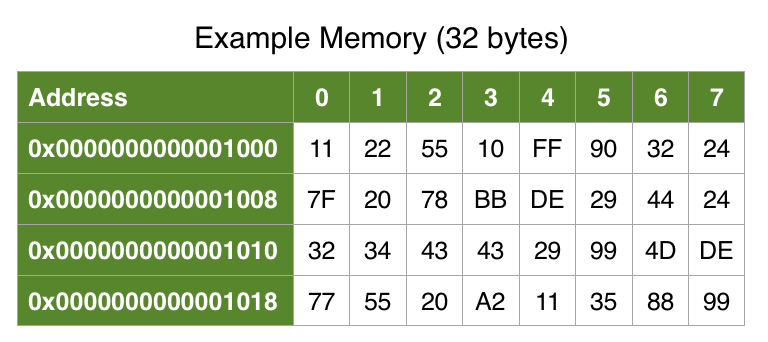 Example Memory (32 bytes)
Address 0 1 2 3 4 5 6 7
0x0000000000001000 11 22 55 10 FF 90 32 24
0x0000000000001008 7F 20 78 BB DE 29 44 24
0x0000000000001010 32 34 43 43 29 99 4D DE
0x0000000000001018 77 55 20 A2 11 35 88 99